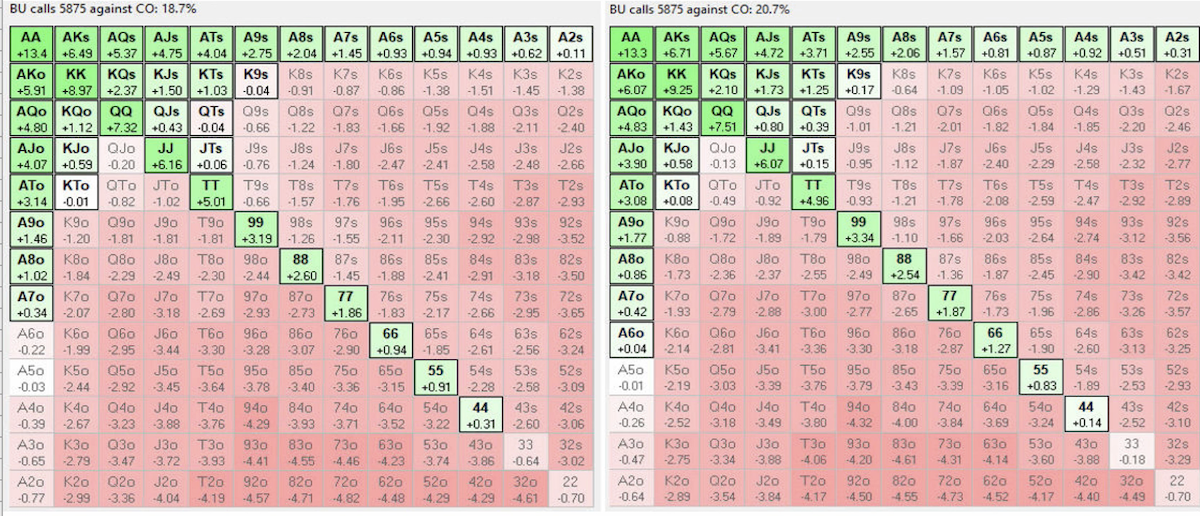 BU calls 5875 against CO: 18.7%
AA AKs AQs AJs ATs A9s A8s A7s A6s A5s A4s A3s A2s
+13.4 +6.49 +5.37 +4.75 +4.04 +2.75 +2.04 +1.45 +0.93 +0.94 +0.93 +0.62 +0.11
AKo KK KQs KJs KTs K9s K8s K7s K6s K5s K4s K3s K2s
+5.91 +8.97 +2.37 +1.50 +1.03 -0.04 -0.91 -0.87 -0.86 -1.38 -1.51 -1.45 -1.38
AQo KQo QQ QJs QTs Q9s Q8s Q7s Q6s Q5s Q4s Q3s Q2s
+4.80 +1.12 +7.32 +0.43 -0.04 -0.66 -1.22 -1.83 -1.66 -1.92 -1.88 -2.11 -2.40
AJo KJo QJo JJ JTs J9s J8s J7s J6s J5s J4s J3s J2s
+4.07 +0.59 -0.20 +6.16 +0.06 -0.76 -1.24 -1.80 -2.47 -2.41 -2.58 -2.48 -2.66
ATo KTo QTo JTo TT T9s T8s T7s T6s T5s T4s T3s T2s
+3.14 -0.01 -0.82 -1.02 +5.01 -0.66 -1.57 -1.76 -1.95 -2.66 -2.60 -2.87 -2.93
A9o K9o Q9o J9o T9o 99 98s 97s 96s 95s 94s 93s 92s
+1.46 -1.20 -1.81 -1.81 -1.81 +3.19 -1.26 -1.55 -2.11 -2.30 -2.92 -2.98 -3.52
A8o K8o Q8o J8o T8o 98o 88 87s 86s 85s 84s 83s 82s
+1.02 -1.84 -2.29 -2.49 -2.30 -2.44 +2.60 -1.45 -1.88 -2.41 -2.91 -3.18 -3.50
A7o K7o Q7o J7o T7o 97o 87o 77 76s 75s 74s 73s 72s
+0.34 -2.07 -2.80 -3.18 -2.69 -2.93 -2.73 +1.86 -1.83 -2.17 -2.66 -2.95 -3.65
A6o K6o Q6o J6o T6o 96o 86o 76o 66 65s 64s 63s 62s
-0.22 -1.99 -2.95 -3.44 -3.30 -3.28 -3.07 -2.90 +0.94 -1.85 -2.61 -2.56 -3.24
A5o K5o Q5o J5o T5o 95o 85o 75o 65o 55 54s 53s 52s
-0.03 -2.44 -2.92 -3.45 -3.64 -3.78 -3.40 -3.36 -3.15 +0.91 -2.28 -2.58 -3.09
A4o K4o Q4o J4o T4o 94o 84o 74o 64o 54o 44 43s 42s
-0.39 -2.67 -3.23 -3.88 -3.76 -4.29 -3.93 -3.71 -3.52 -3.22 +0.31 -2.60 -3.06
A3o K3o Q3o J3o T3o 93o 83o 73o 63o 53o 43o 33 32s
-0.65 -2.79 -3.47 -3.72 -3.93 -4.41 -4.55 -4.46 -4.23 -3.74 -3.86 -0.64 -3.02
A2o K2o Q2o J2o T2o 92o 82o 72o 62o 52o 42o 32o 22
-0.77 -2.99 -3.36 -4.04 -4.19 -4.57 -4.71 -4.82 -4.48 -4.29 -4.29 -4.61 -0.70
BU calls 5875 against CO: 20.7%
AA AKs AQs AJs ATs A9s A8s A7s A6s A5s A4s A3s A2s
+13.3 +6.71 +5.67 +4.72 +3.71 +2.55 +2.06 +1.57 +0.81 +0.87 +0.92 +0.51 +0.31
AKo KK KQs KJs KTs K9s K8s K7s K6s K5s K4s K3s K2s
+6.07 +9.25 +2.10 +1.73 +1.25 +0.17 -0.64 -1.09 -1.05 -1.02 -1.29 -1.43 -1.67
AQo KQo QQ QJs QTs Q9s Q8s Q7s Q6s Q5s Q4s Q3s Q2s
+4.83 +1.43 +7.51 +0.80 +0.39 -1.01 -1.21 -2.01 -1.82 -1.84 -1.85 -2.20 -2.46
AJo KJo QJo JJ JTs J9s J8s J7s J6s J5s J4s J3s J2s
+3.90 +0.58 -0.13 +6.07 +0.15 -0.95 -1.12 -1.87 -2.40 -2.29 -2.58 -2.32 -2.77
ATo KTo QTo JTo TT T9s T8s T7s T6s T5s T4s T3s T2s
+3.08 +0.08 -0.49 -0.92 +4.96 -0.93 -1.21 -1.78 -2.08 -2.59 -2.47 -2.92 -2.89
A9o K9o Q9o J9o T9o 99 98s 97s 96s 95s 94s 93s 92s
+1.77 -0.88 -1.72 -1.89 -1.79 +3.34 -1.10 -1.66 -2.03 -2.64 -2.74 -3.12 -3.56
A8o K8o Q8o J8o T8o 98o 88 87s 86s 85s 84s 83s 82s
+0.86 -1.73 -2.36 -2.37 -2.55 -2.49 +2.54 -1.36 -1.87 -2.45 -2.90 -3.42 -3.42
A7o K7o Q7o J7o T7o 97o 87o 77 76s 75s 74s 73s 72s
+0.42 -1.93 -2.79 -2.88 -3.00 -2.77 -2.65 +1.87 -1.73 -1.96 -2.86 -3.26 -3.57
A6o K6o Q6o J6o T6o 96o 86o 76o 66 65s 64s 63s 62s
+0.04 -2.14 -2.81 -3.41 -3.36 -3.30 -3.18 -2.87 +1.27 -1.90 -2.60 -3.13 -3.25
A5o K5o Q5o J5o T5o 95o 85o 75o 65o 55 54s 53s 52s
-0.01 -2.19 -3.03 -3.39 -3.76 -3.79 -3.43 -3.39 -3.16 +0.83 -1.89 -2.53 -2.93
A4o K4o Q4o J4o T4o 94o 84o 74o 64o 54o 44 43s 42s
-0.26 -2.52 -3.18 -3.49 -3.80 -4.32 -4.00 -3.84 -3.69 -3.24 +0.14 -2.52 -3.10
A3o K3o Q3o J3o T3o 93o 83o 73o 63o 53o 43o 33 32s
-0.47 -2.75 -3.34 -3.88 -4.06 -4.20 -4.61 -4.31 -4.14 -3.60 -3.88 -0.18 -3.29
A2o K2o Q2o J2o T2o 92o 82o 72o 62o 52o 42o 32o 22
-0.64 -2.89 -3.54 -3.84 -4.17 -4.50 -4.55 -4.73 -4.52 -4.17 -4.40 -4.49 -0.70